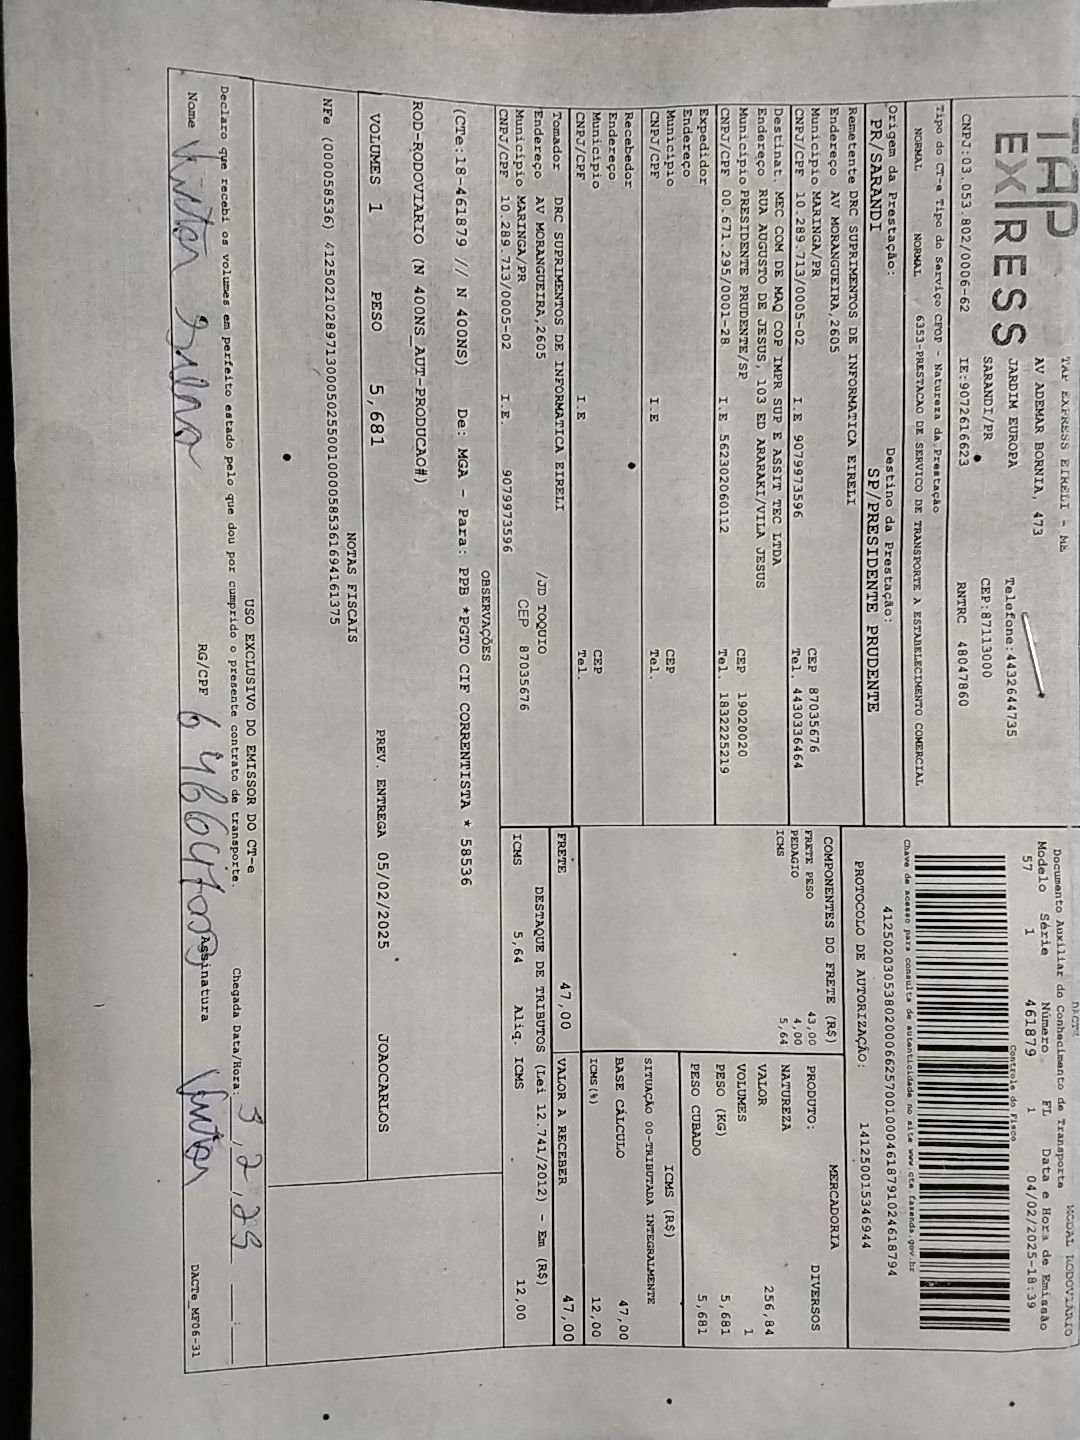 TAP
EXPRESS
TAP EXPRESS EIRELI - ME
AV ADEMAR BORNIA, 473
JARDIM EUROPA Telefone:4432644735
SARANDI/PR CEP:87113000
CNPJ:03.053.802/0006-62 IE:9072616623 RNTRC 48047860
DACTE MODAL RODOVIÁRIO
Documento Auxiliar do Conhecimento de Transporte
Modelo Série Número FL Data e Hora de Emissão
57 1 461879 1 04/02/2025-18:39
Controle do Fisco
Chave de acesso para consulta de autenticidade no site www.cte.fazenda.gov.br
41250203053802000662570010004618791024618794
PROTOCOLO DE AUTORIZAÇÃO: 141250015346944
Tipo do CT-e Tipo do Serviço CFOP - Natureza da Prestação
NORMAL NORMAL 6353-PRESTACAO DE SERVICO DE TRANSPORTE A ESTABELECIMENTO COMERCIAL
Origem da Prestação: Destino da Prestação:
PR/SARANDI SP/PRESIDENTE PRUDENTE
Remetente DRC SUPRIMENTOS DE INFORMATICA EIRELI
Endereço AV MORANGUEIRA,2605
Município MARINGA/PR CEP 87035676
CNPJ/CPF 10.289.713/0005-02 I.E 9079973596 Tel. 4430336464
Destinat. MEC COM DE MAQ COP IMPR SUP E ASSIT TEC LTDA
Endereço RUA AUGUSTO DE JESUS, 103 ED ARARAKI/VILA JESUS
Município PRESIDENTE PRUDENTE/SP CEP 19020020
CNPJ/CPF 00.671.295/0001-28 I.E 562302060112 Tel. 1832225219
Expedidor
Endereço
Município CEP
CNPJ/CPF I.E Tel.
Recebedor
Endereço
Município CEP
CNPJ/CPF I.E Tel.
Tomador DRC SUPRIMENTOS DE INFORMATICA EIRELI
Endereço AV MORANGUEIRA,2605 /JD TOQUIO
Município MARINGA/PR CEP 87035676
CNPJ/CPF 10.289.713/0005-02 I.E. 9079973596
COMPONENTES DO FRETE (R$)
FRETE PESO 43,00
PEDAGIO 4,00
ICMS 5,64
MERCADORIA
PRODUTO: DIVERSOS
NATUREZA
VALOR 256,84
VOLUMES 1
PESO (KG) 5,681
PESO CUBADO 5,681
ICMS (R$)
SITUAÇÃO 00-TRIBUTADA INTEGRALMENTE
BASE CÁLCULO 47,00
ICMS(%) 12,00
FRETE 47,00 VALOR A RECEBER 47,00
DESTAQUE DE TRIBUTOS (Lei 12.741/2012) - Em (R$)
ICMS 5,64 Aliq. ICMS 12,00
OBSERVAÇÕES
(CTe:18-461879 // N 400NS) De: MGA - Para: PPB *PGTO CIF CORRENTISTA * 58536
ROD-RODOVIARIO (N 400NS_AUT-PRODUCAO#)
VOLUMES 1 PESO 5,681 PREV. ENTREGA 05/02/2025 JOAOCARLOS
NOTAS FISCAIS
NFe (000058536) 41250210289713000502550010000585361694161375
USO EXCLUSIVO DO EMISSOR DO CT-e
Declaro que recebi os volumes em perfeito estado pelo que dou por cumprido o presente contrato de transporte.
Chegada Data/Hora:
Nome RG/CPF Assinatura
DACTe_MF06-31